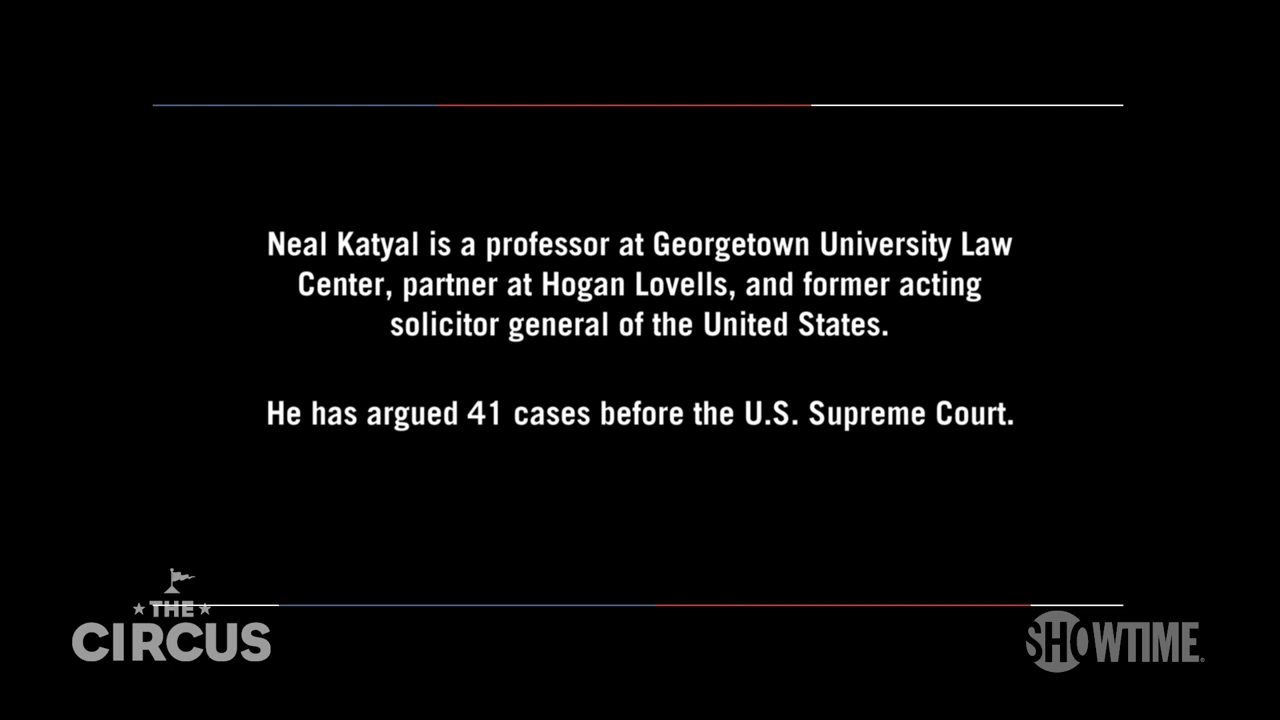 Neal Katyal is a professor at Georgetown University Law
Center, partner at Hogan Lovells, and former acting
solicitor general of the United States.
He has argued 41 cases before the U.S. Supreme Court.
THE
CIRCUS
SHOWTIME.